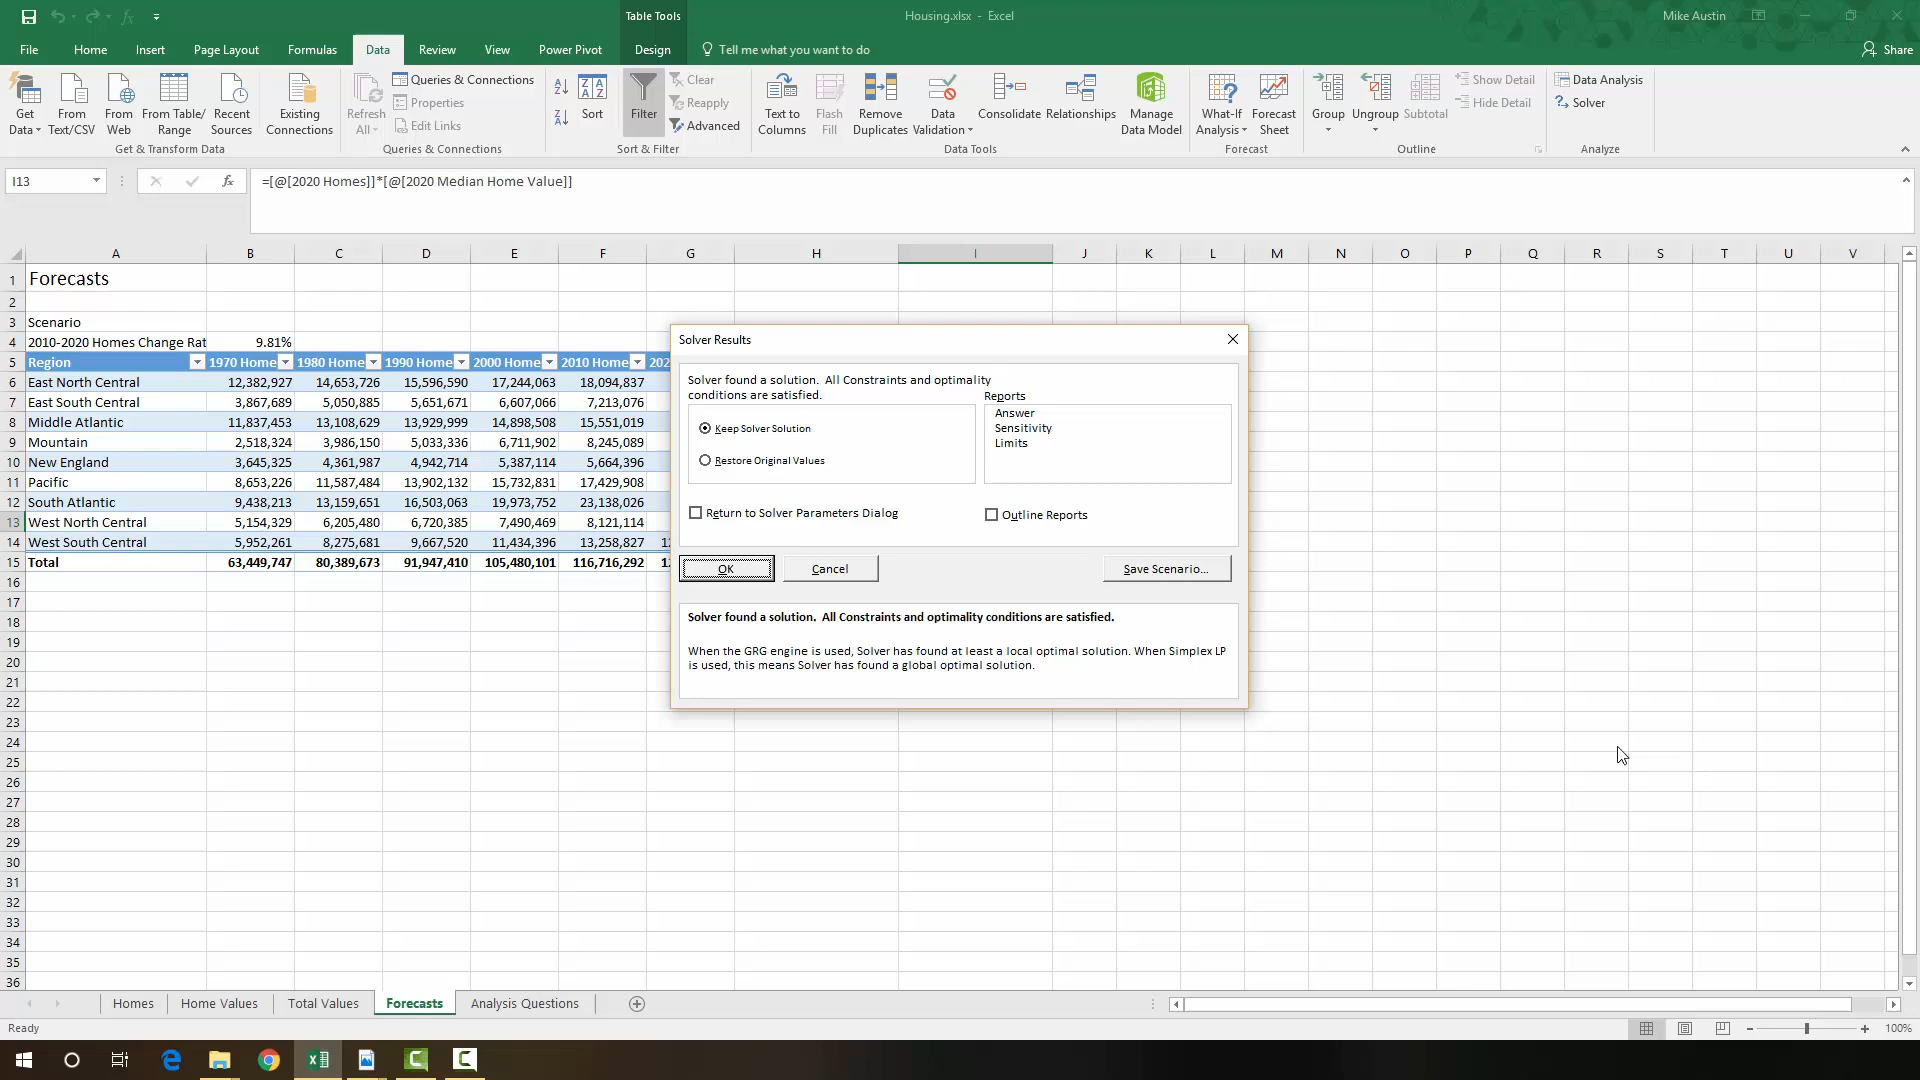 Table Tools
Housing.xlsx - Excel
Mike Austin
File Home Insert Page Layout Formulas Data Review View Power Pivot Design Tell me what you want to do Share
Get Data From Text/CSV From Web From Table/ Range Recent Sources Existing Connections
Get & Transform Data
Refresh All Queries & Connections
Properties
Edit Links
Queries & Connections
Sort Filter Clear
Reapply
Advanced
Sort & Filter
Text to Columns Flash Fill Remove Duplicates Data Validation Consolidate Relationships Manage Data Model
Data Tools
What-If Analysis Forecast Sheet
Forecast
Group Ungroup Subtotal Show Detail
Hide Detail
Outline
Data Analysis
Solver
Analyze
I13 fx =[@[2020 Homes]]*[@[2020 Median Home Value]]
A B C D E F G H I J K L M N O P Q R S T U V
1 Forecasts
2
3 Scenario
4 2010-2020 Homes Change Rat 9.81%
5 Region 1970 Home 1980 Home 1990 Home 2000 Home 2010 Home 202
6 East North Central 12,382,927 14,653,726 15,596,590 17,244,063 18,094,837
7 East South Central 3,867,689 5,050,885 5,651,671 6,607,066 7,213,076
8 Middle Atlantic 11,837,453 13,108,629 13,929,999 14,898,508 15,551,019
9 Mountain 2,518,324 3,986,150 5,033,336 6,711,902 8,245,089
10 New England 3,645,325 4,361,987 4,942,714 5,387,114 5,664,396
11 Pacific 8,653,226 11,587,484 13,902,132 15,732,831 17,429,908
12 South Atlantic 9,438,213 13,159,651 16,503,063 19,973,752 23,138,026
13 West North Central 5,154,329 6,205,480 6,720,385 7,490,469 8,121,114
14 West South Central 5,952,261 8,275,681 9,667,520 11,434,396 13,258,827 1
15 Total 63,449,747 80,389,673 91,947,410 105,480,101 116,716,292 1
16
17
18
19
20
21
22
23
24
25
26
27
28
29
30
31
32
33
34
35
36
Solver Results
Solver found a solution. All Constraints and optimality
conditions are satisfied.
Keep Solver Solution
Restore Original Values
Reports
Answer
Sensitivity
Limits
Return to Solver Parameters Dialog
Outline Reports
OK Cancel Save Scenario...
Solver found a solution. All Constraints and optimality conditions are satisfied.
When the GRG engine is used, Solver has found at least a local optimal solution. When Simplex LP
is used, this means Solver has found a global optimal solution.
Homes Home Values Total Values Forecasts Analysis Questions
Ready
100%